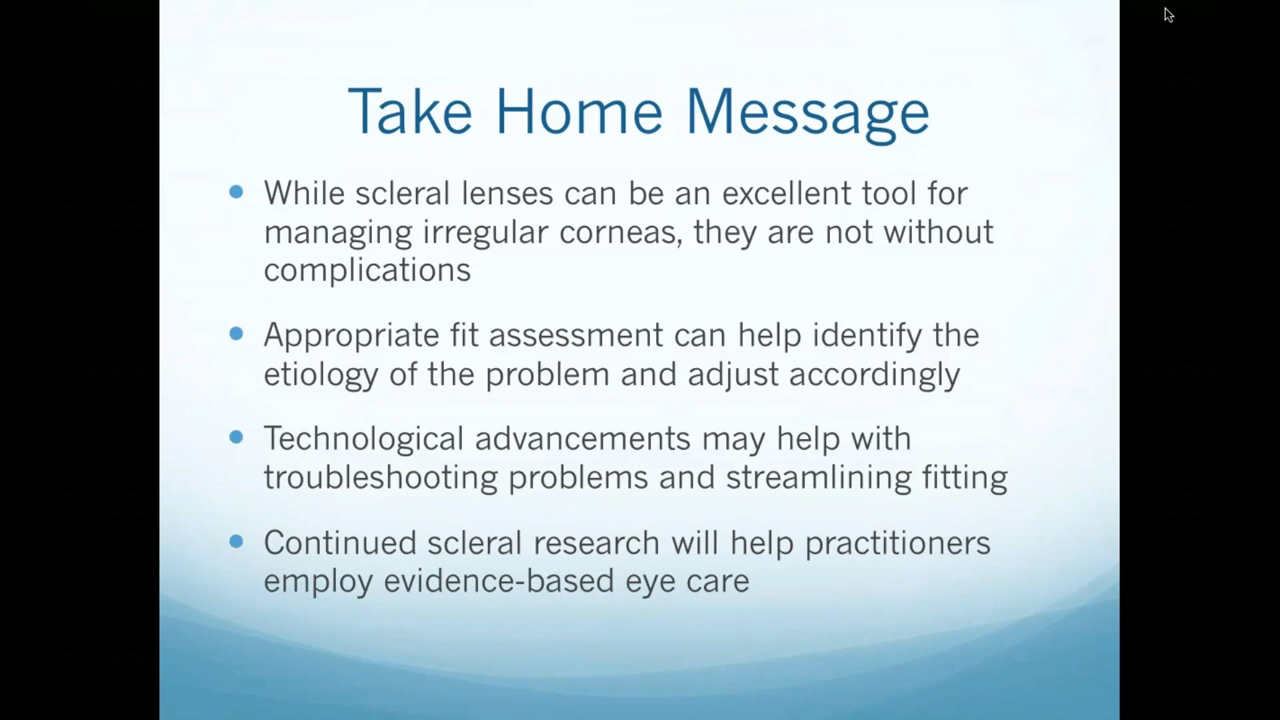 Take Home Message
While scleral lenses can be an excellent tool for
managing irregular corneas, they are not without
complications
Appropriate fit assessment can help identify the
etiology of the problem and adjust accordingly
Technological advancements may help with
troubleshooting problems and streamlining fitting
Continued scleral research will help practitioners
employ evidence-based eye care